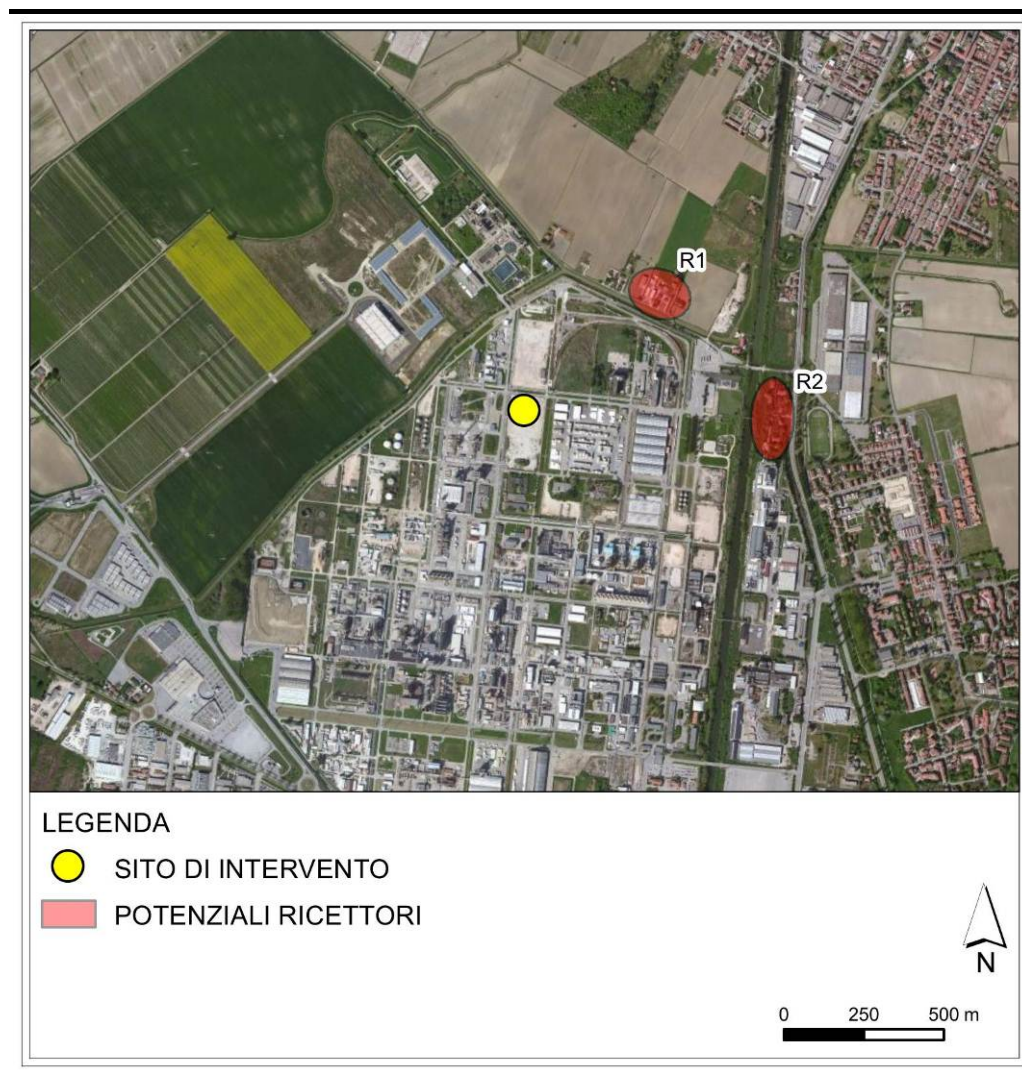 R1
R2
LEGENDA
SITO DI INTERVENTO
POTENZIALI RICETTORI
N
0 250 500 m